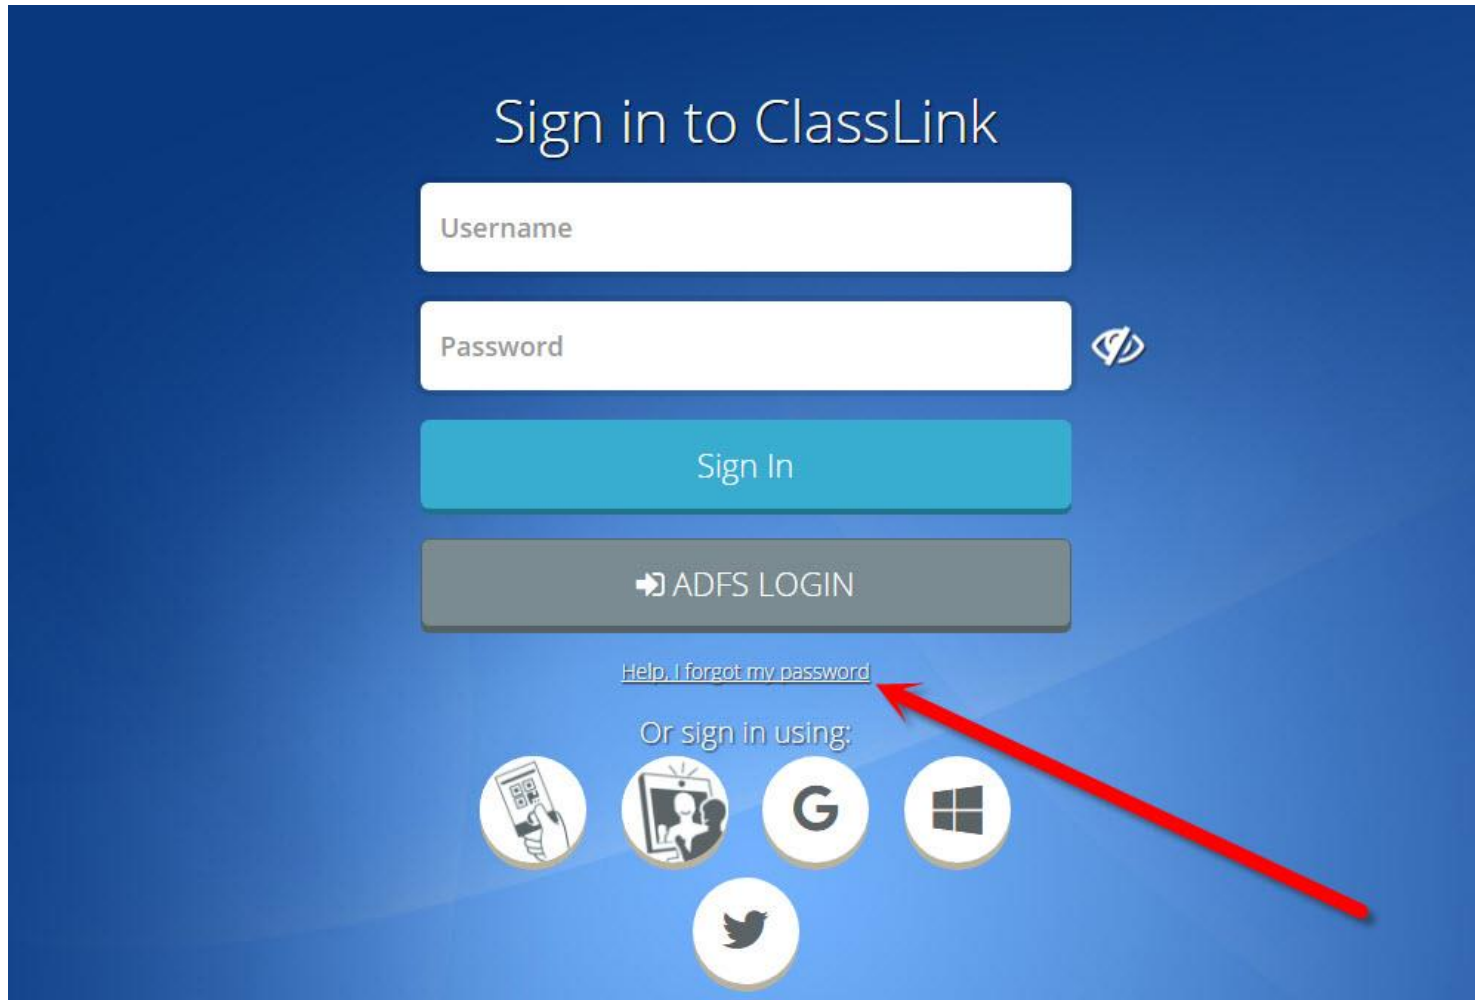 Sign in to ClassLink
Username
Password
Sign In
ADFS LOGIN
Help, I forgot my password
Or sign in using:
G